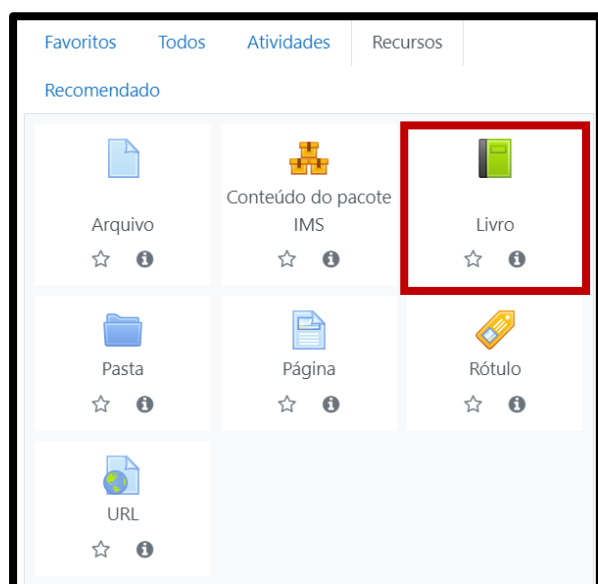 Favoritos Todos Atividades Recursos
Recomendado
Arquivo
Conteúdo do pacote
IMS
Livro
Pasta
Página
Rótulo
URL